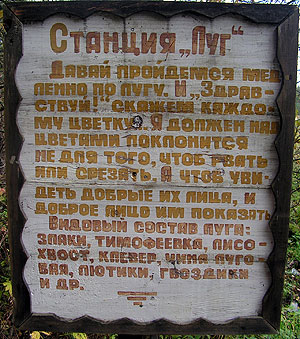 Станция „Луг"
Давай пройдемся мед
ленно по лугу. И „Здрав-
ствуй!" скажем каждо-
му цветку. Я должен над
цветами поклонится
не для того, чтоб рвать
или срезать. А чтоб уви-
деть добрые их лица, и
доброе лицо им показать
Видовый состав луга:
злаки, тимофеевка, лисо-
хвост, клевер, чина луго-
вая, лютики, гвоздики
и др.